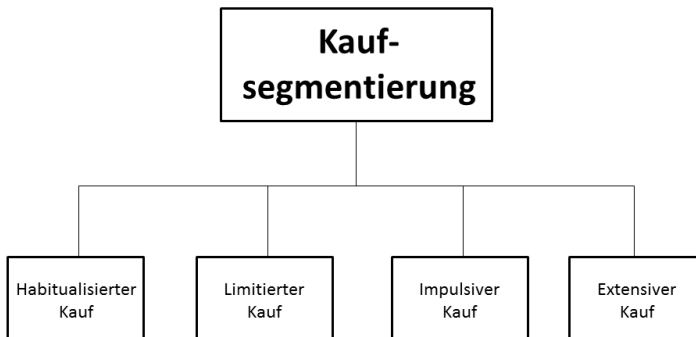 Kauf-
segmentierung
Habitualisierter
Kauf
Limitierter
Kauf
Impulsiver
Kauf
Extensiver
Kauf